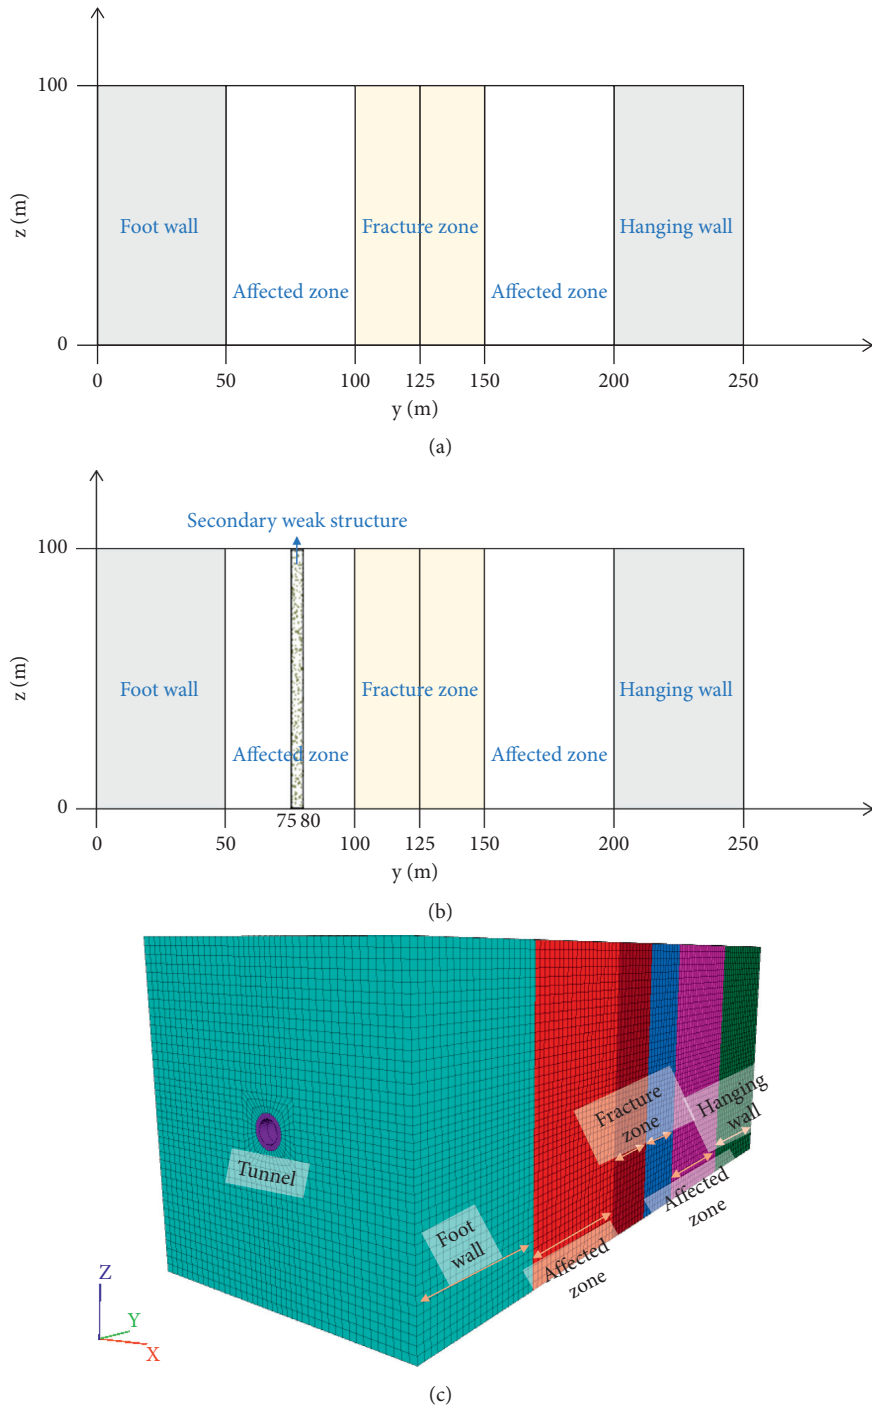 100
z (m)
Foot wall
Fracture zone
Hanging wall
Affected zone
Affected zone
0
0
50
100
125
150
200
250
y (m)
(a)
Secondary weak structure
100
z (m)
Foot wall
Fracture zone
Hanging wall
Affected zone
Affected zone
0
75 80
0
50
100
125
150
200
250
y (m)
(b)
Fracture
zone
Hanging
wall
Tunnel
Foot
wall
Affected
zone
Affected
zone
Z
Y
X
(c)